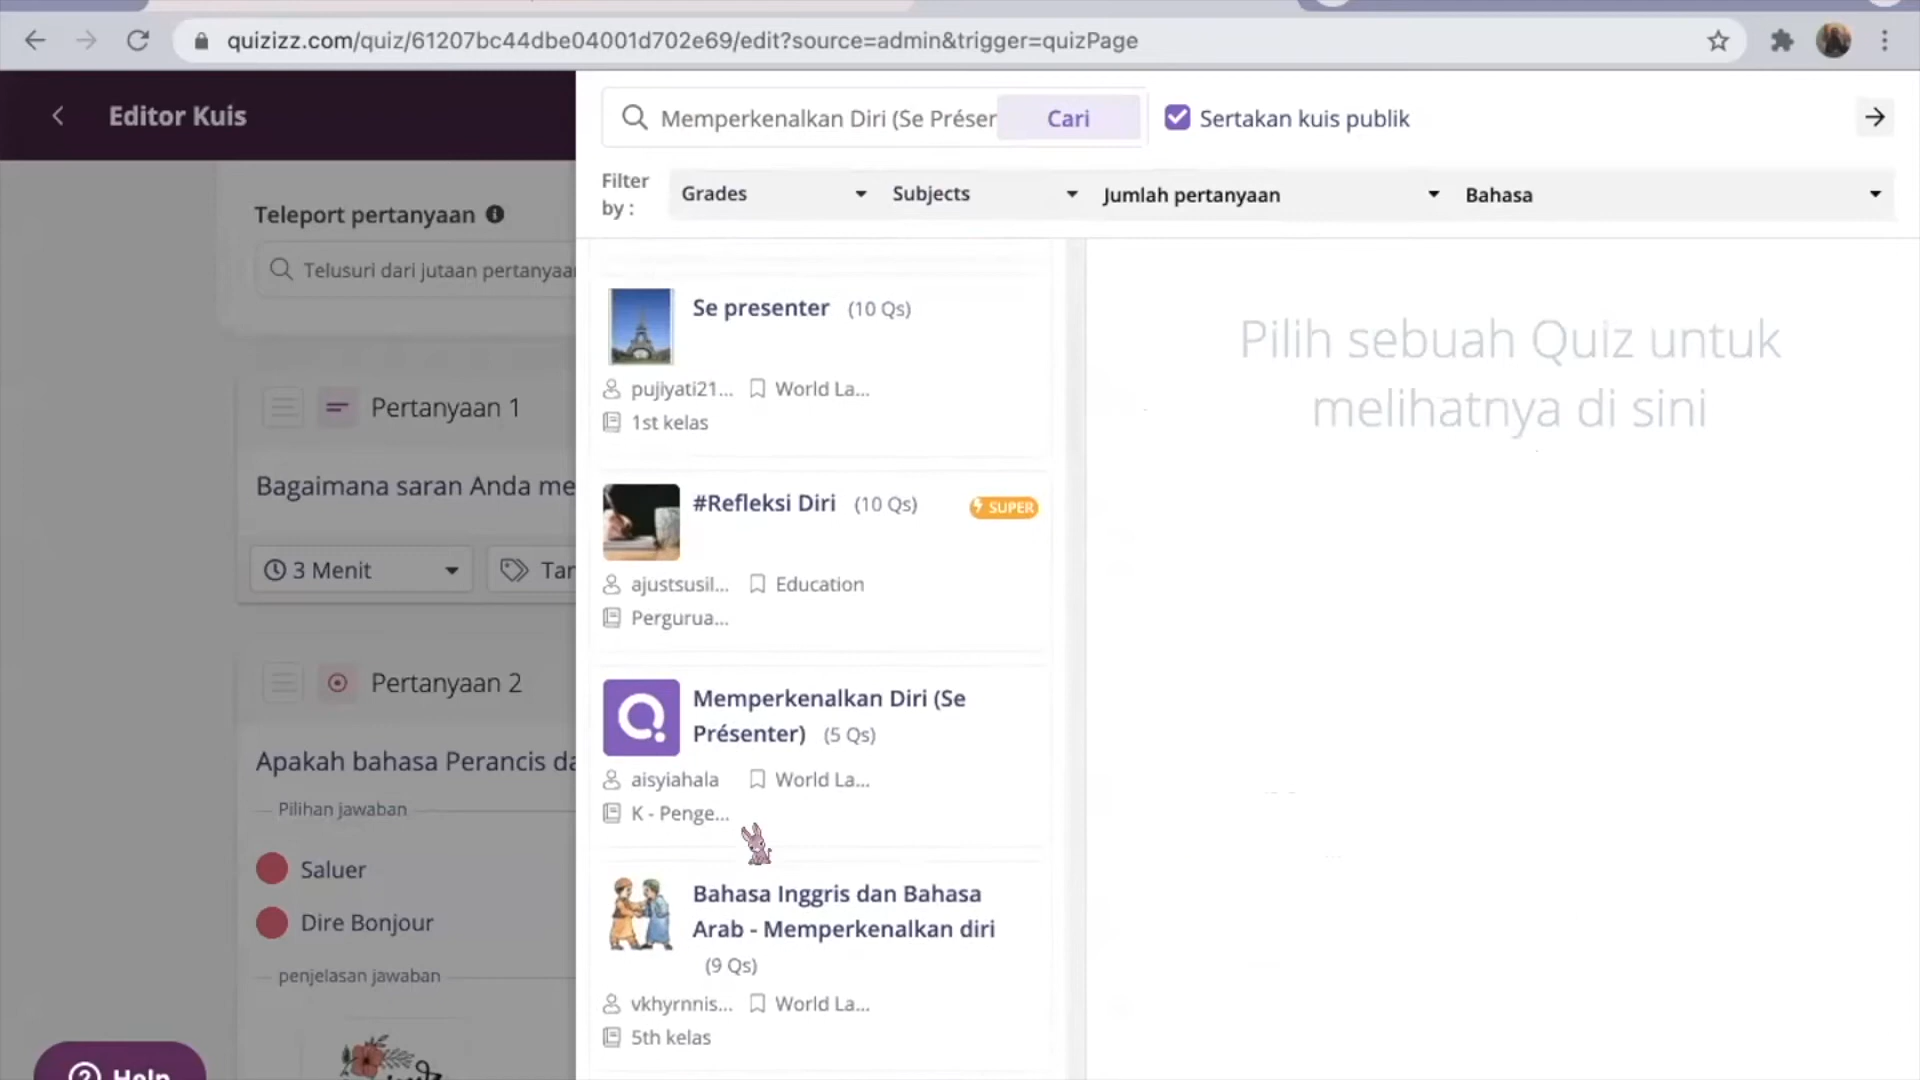 quizizz.com/quiz/61207bc44dbe04001d702e69/edit?source=admin&trigger=quizPage
Editor Kuis
Teleport pertanyaan
Telusuri dari jutaan pertanyaan
Pertanyaan 1
Bagaimana saran Anda me
3 Menit
Tar
Pertanyaan 2
Apakah bahasa Perancis da
Pilihan jawaban
Saluer
Dire Bonjour
penjelasan jawaban
Help
Memperkenalkan Diri (Se Préser
Cari
Sertakan kuis publik
Filter
by :
Grades
Subjects
Jumlah pertanyaan
Bahasa
Se presenter (10 Qs)
pujiyati21... World La...
1st kelas
#Refleksi Diri (10 Qs) SUPER
ajustsusil... Education
Pergurua...
Memperkenalkan Diri (Se
Présenter) (5 Qs)
aisyiahala World La...
K - Penge...
Bahasa Inggris dan Bahasa
Arab - Memperkenalkan diri
(9 Qs)
vkhyrnnis... World La...
5th kelas
Pilih sebuah Quiz untuk
melihatnya di sini